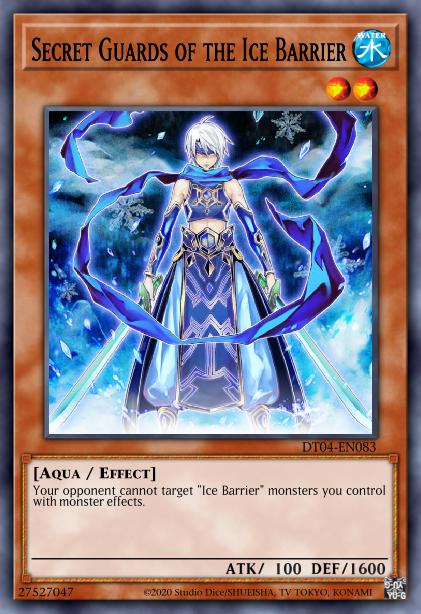 Secret Guards of the Ice Barrier
WATER
水
DT04-EN083
[Aqua / Effect]
Your opponent cannot target "Ice Barrier" monsters you control
with monster effects.
ATK/ 100 DEF/1600
27527047
©2020 Studio Dice/SHUEISHA, TV TOKYO, KONAMI